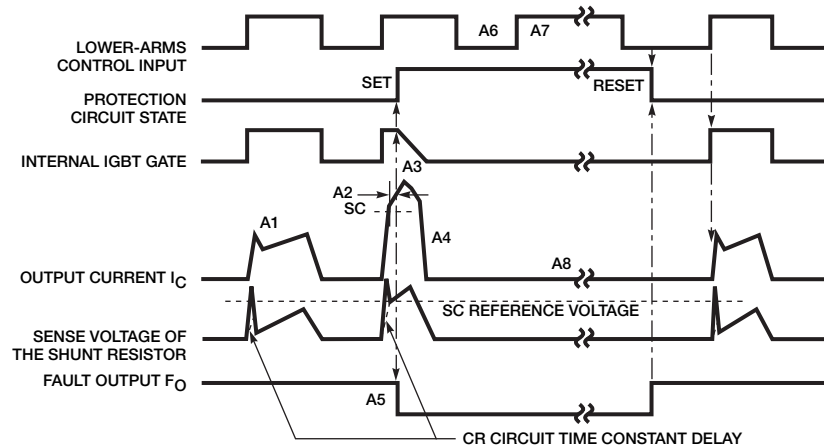 A6
A7
LOWER-ARMS
CONTROL INPUT
SET
RESET
PROTECTION
CIRCUIT STATE
INTERNAL IGBT GATE
A3
A2
SC
A1
A4
A8
OUTPUT CURRENT IC
SC REFERENCE VOLTAGE
SENSE VOLTAGE OF
THE SHUNT RESISTOR
FAULT OUTPUT FO
A5
CR CIRCUIT TIME CONSTANT DELAY